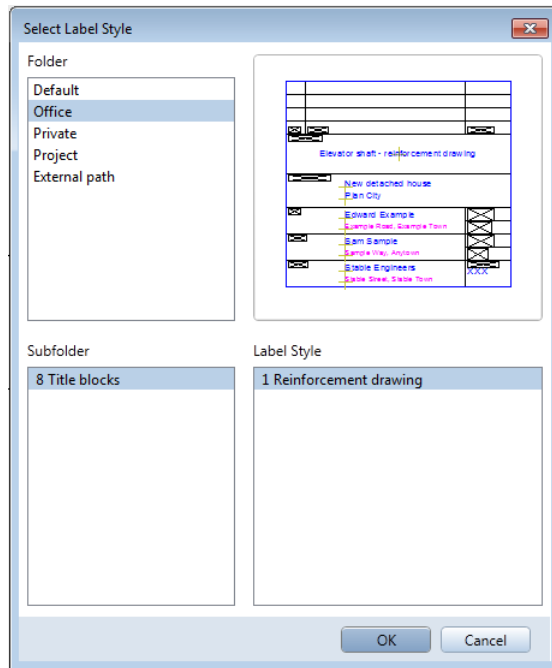 Select Label Style
Folder
Default
Office
Private
Project
External path
Elevator shaft - reinforcement drawing
New detached house
Plan City
Edward Example
Example Road, Example Town
Sam Sample
Sample Way, Anytown
Stable Engineers
Stable Street, Stable Town
XXX
Subfolder
8 Title blocks
Label Style
1 Reinforcement drawing
OK
Cancel